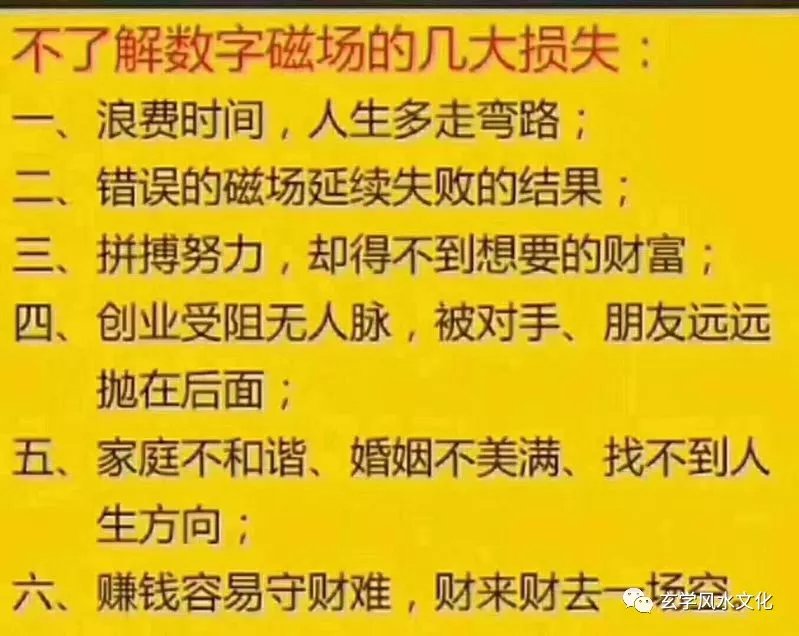 不了解数字磁场的几大损失：
一、浪费时间，人生多走弯路；
二、错误的磁场延续失败的结果；
三、拼搏努力，却得不到想要的财富；
四、创业受阻无人脉，被对手、朋友远远
抛在后面；
五、家庭不和谐、婚姻不美满、找不到人
生方向；
六、赚钱容易守财难，财来财去一场空
玄学风水文化